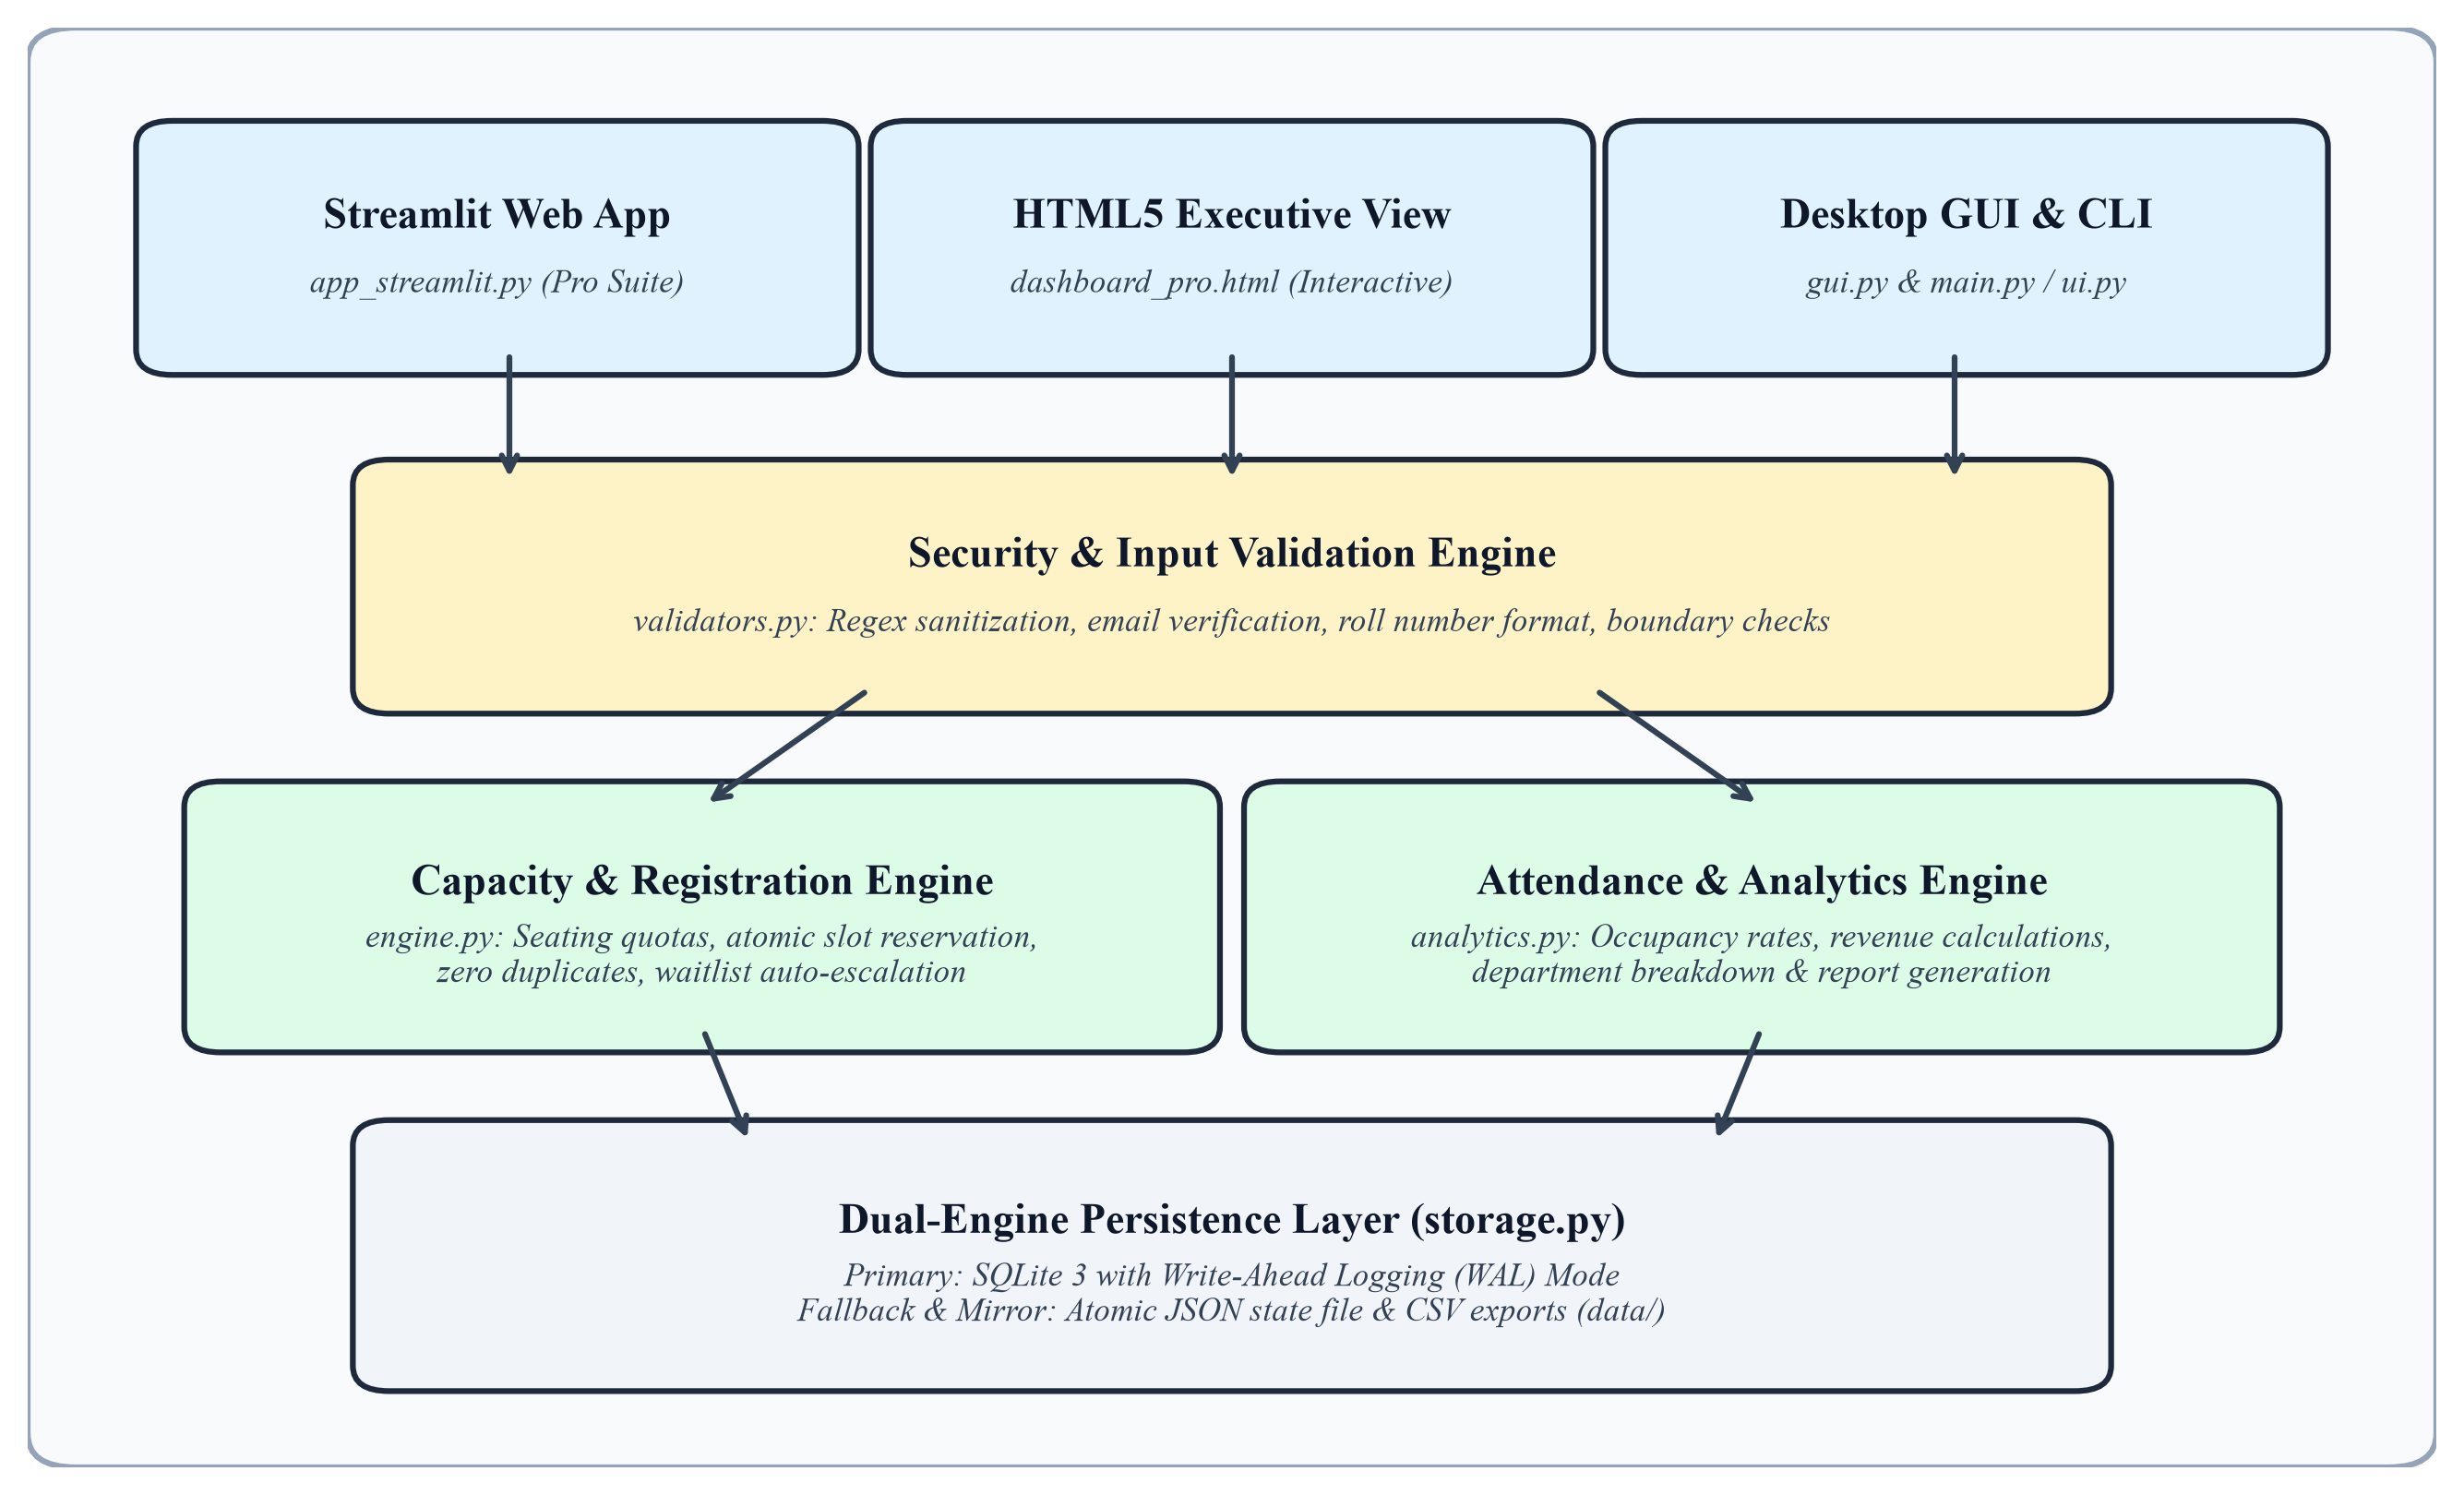 Streamlit Web App
app_streamlit.py (Pro Suite)
HTML5 Executive View
dashboard_pro.html (Interactive)
Desktop GUI & CLI
gui.py & main.py / ui.py
Security & Input Validation Engine
validators.py: Regex sanitization, email verification, roll number format, boundary checks
Capacity & Registration Engine
engine.py: Seating quotas, atomic slot reservation,
zero duplicates, waitlist auto-escalation
Attendance & Analytics Engine
analytics.py: Occupancy rates, revenue calculations,
department breakdown & report generation
Dual-Engine Persistence Layer (storage.py)
Primary: SQLite 3 with Write-Ahead Logging (WAL) Mode
Fallback & Mirror: Atomic JSON state file & CSV exports (data/)